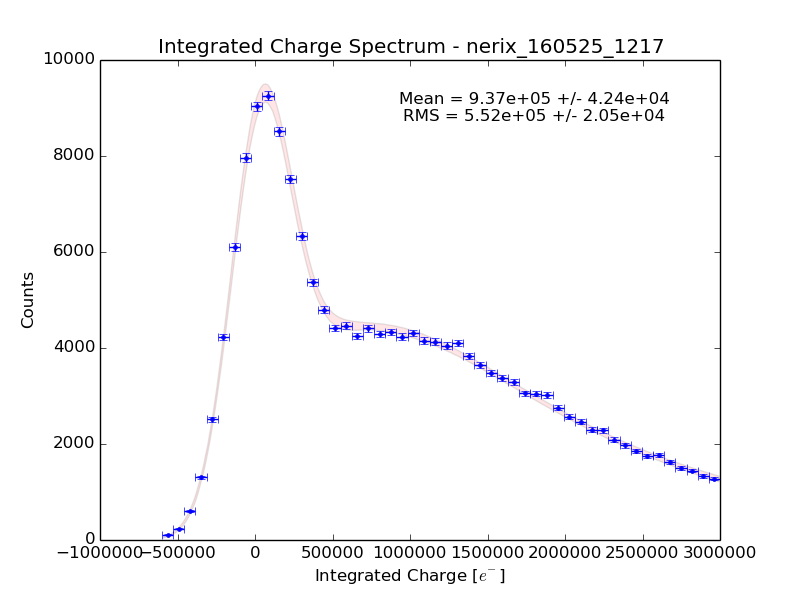 Integrated Charge Spectrum - nerix_160525_1217
10000
Mean = 9.37e+05 +/- 4.24e+04
RMS = 5.52e+05 +/- 2.05e+04
8000
6000
Counts
4000
2000
0
−1000000 −500000 0 500000 1000000 1500000 2000000 2500000 3000000
Integrated Charge [e⁻]